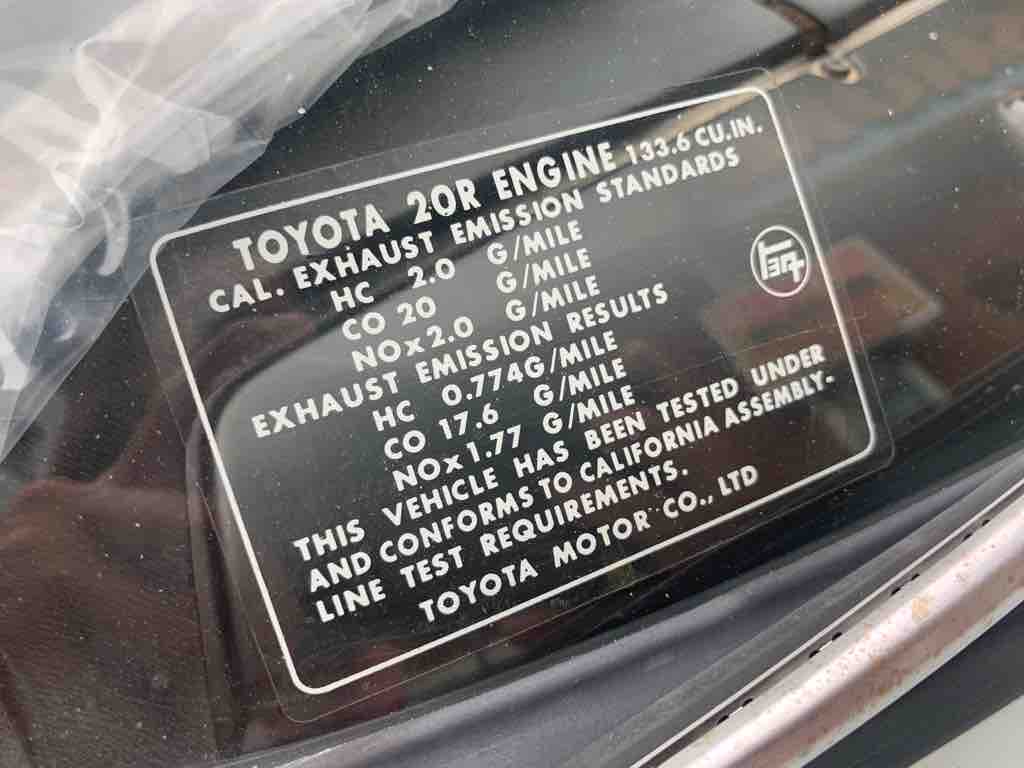 TOYOTA 20R ENGINE 133.6 CU.IN.
CAL. EXHAUST EMISSION STANDARDS
HC 2.0 G/MILE
CO 20 G/MILE
NOx 2.0 G/MILE
EXHAUST EMISSION RESULTS
HC 0.774 G/MILE
CO 17.6 G/MILE
NOx 1.77 G/MILE
THIS VEHICLE HAS BEEN TESTED UNDER
AND CONFORMS TO CALIFORNIA ASSEMBLY-
LINE TEST REQUIREMENTS.
TOYOTA MOTOR CO., LTD
TEQ